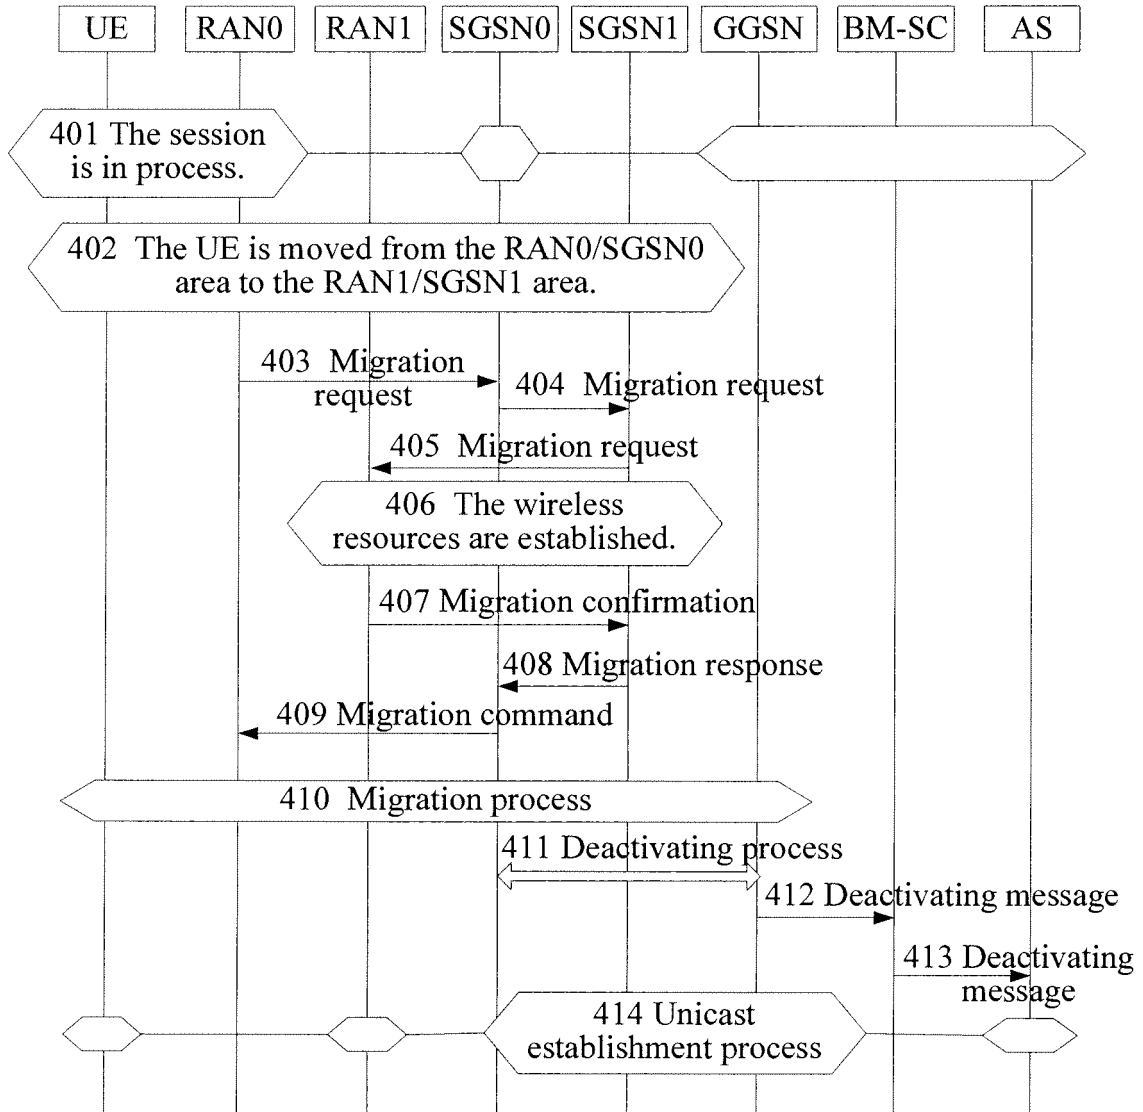 UE RAN0 RAN1 SGSN0 SGSN1 GGSN BM-SC AS
401 The session
is in process.
402 The UE is moved from the RAN0/SGSN0
area to the RAN1/SGSN1 area.
403 Migration
request
404 Migration request
405 Migration request
406 The wireless
resources are established.
407 Migration confirmation
408 Migration response
409 Migration command
410 Migration process
411 Deactivating process
412 Deactivating message
413 Deactivating
message
414 Unicast
establishment process